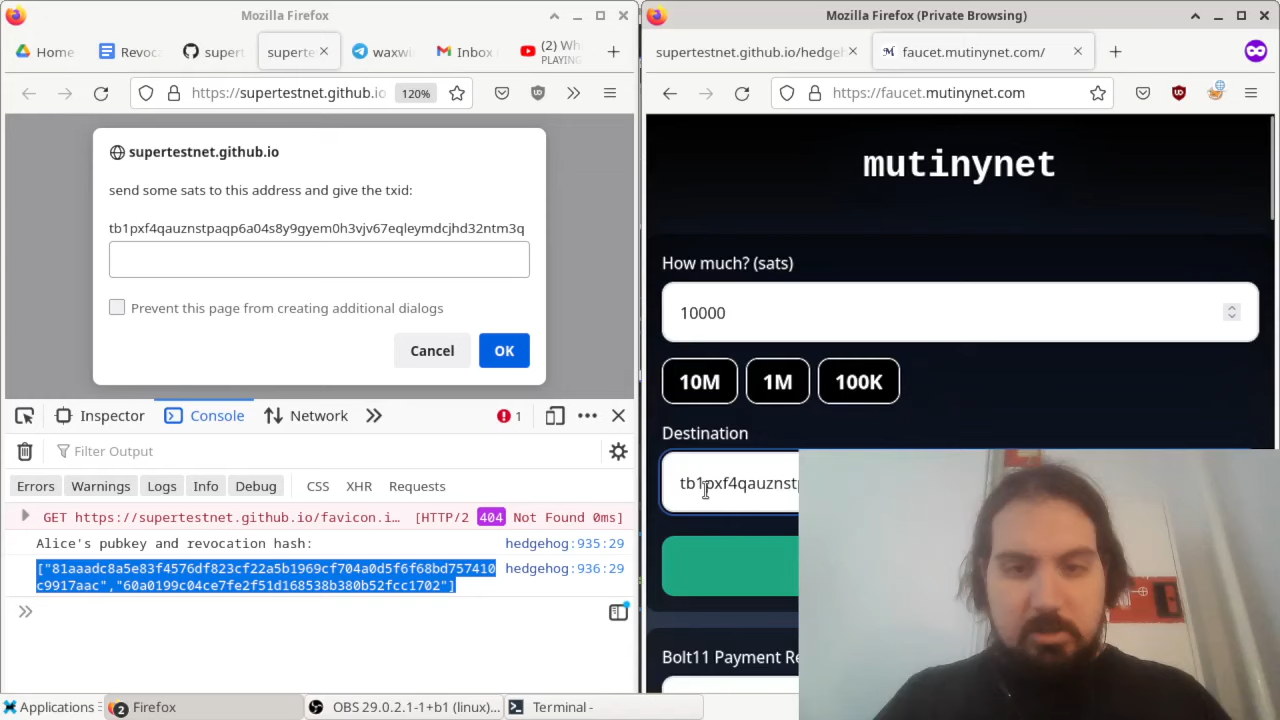 Mozilla Firefox
Home
Revoc
supert
superte
waxwi
Inbox
(2) Wh
PLAYING
https://supertestnet.github.io
120%
supertestnet.github.io
send some sats to this address and give the txid:
tb1pxf4qauznstpaqp6a04s8y9gyem0h3vjv67eqleymdcjhd32ntm3q
Prevent this page from creating additional dialogs
Cancel
OK
Inspector
Console
Network
1
Filter Output
Errors
Warnings
Logs
Info
Debug
CSS
XHR
Requests
GET https://supertestnet.github.io/favicon.i… [HTTP/2 404 Not Found 0ms]
Alice's pubkey and revocation hash: hedgehog:935:29
["81aaadc8a5e83f4576df823cf22a5b1969cf704a0d5f6f68bd757410 hedgehog:936:29
c9917aac","60a0199c04ce7fe2f51d168538b380b52fcc1702"]
Mozilla Firefox (Private Browsing)
supertestnet.github.io/hedgeh
faucet.mutinynet.com/
https://faucet.mutinynet.com
mutinynet
How much? (sats)
10000
10M
1M
100K
Destination
tb1pxf4qauznstp
Bolt11 Payment Re
Applications
2 Firefox
OBS 29.0.2.1-1+b1 (linux)...
Terminal -